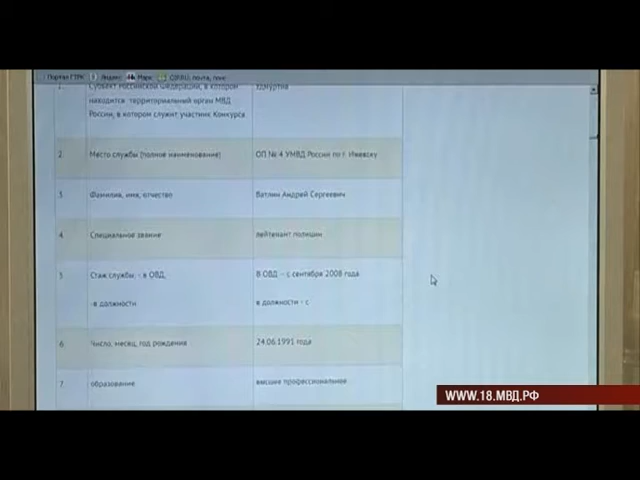 Портал ГТРК Яндекс Mapк
1. Субъект Российской Федерации, в котором Удмуртия
находится территориальный орган МВД
России, в котором служит участник Конкурса
2. Место службы (полное наименование) ОП № 4 УМВД России по г. Ижевску
3. Фамилия, имя, отчество Ватлин Андрей Сергеевич
4. Специальное звание лейтенант полиции
5. Стаж службы, - в ОВД, В ОВД – с сентября 2008 года
-в должности в должности - с
6. Число, месяц, год рождения 24.06.1991 года
7. образование высшее профессиональное
WWW.18.МВД.РФ